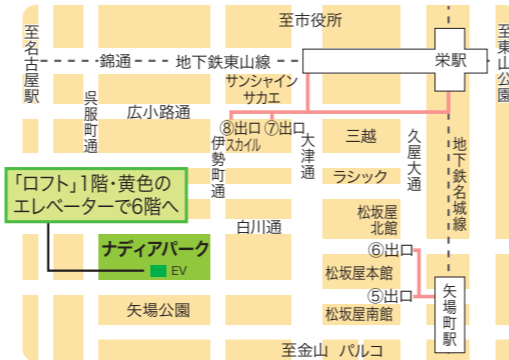 至市役所
至名古屋駅
錦通
地下鉄東山線
栄駅
至東山公園
サンシャイン
サカエ
呉服町通
広小路通
⑧出口
⑦出口
スカイル
伊勢町通
大津通
三越
久屋大通
地下鉄名城線
ラシック
「ロフト」1階・黄色の
エレベーターで6階へ
松坂屋
北館
白川通
⑥出口
ナディアパーク
EV
松坂屋本館
⑤出口
矢場町駅
矢場公園
松坂屋南館
至金山
パルコ